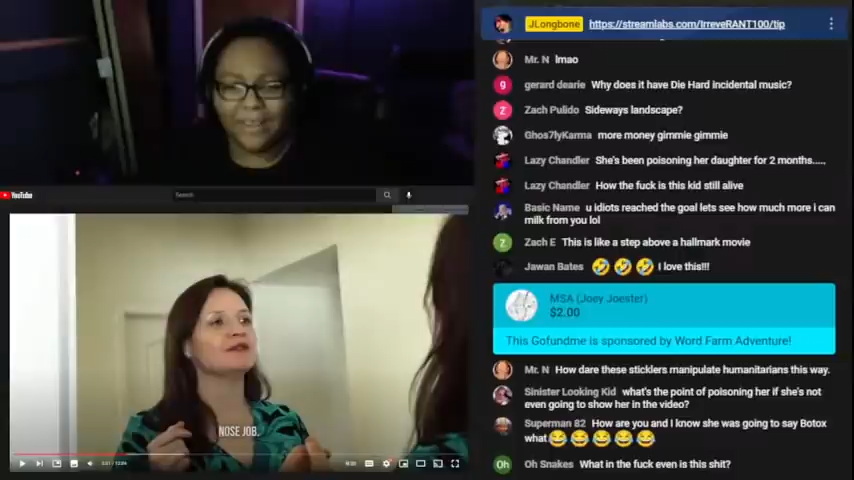 JLongbone https://streamlabs.com/IrreveRANT100/tip
Mr. N lmao
gerard dearie Why does it have Die Hard incidental music?
Zach Pulido Sideways landscape?
Ghos7lyKarma more money gimmie gimmie
Lazy Chandler She's been poisoning her daughter for 2 months.....
Lazy Chandler How the fuck is this kid still alive
Basic Name u idiots reached the goal lets see how much more i can
milk from you lol
Zach E This is like a step above a hallmark movie
Jawan Bates 🤣🤣🤣 I love this!!!
MSA (Joey Joester)
$2.00
This Gofundme is sponsored by Word Farm Adventure!
Mr. N How dare these sticklers manipulate humanitarians this way.
Sinister Looking Kid what's the point of poisoning her if she's not
even going to show her in the video?
Superman 82 How are you and I know she was going to say Botox
what😂😂😂😂😂
Oh Snakes What in the fuck even is this shit?
YouTube
Search
NOSE JOB.